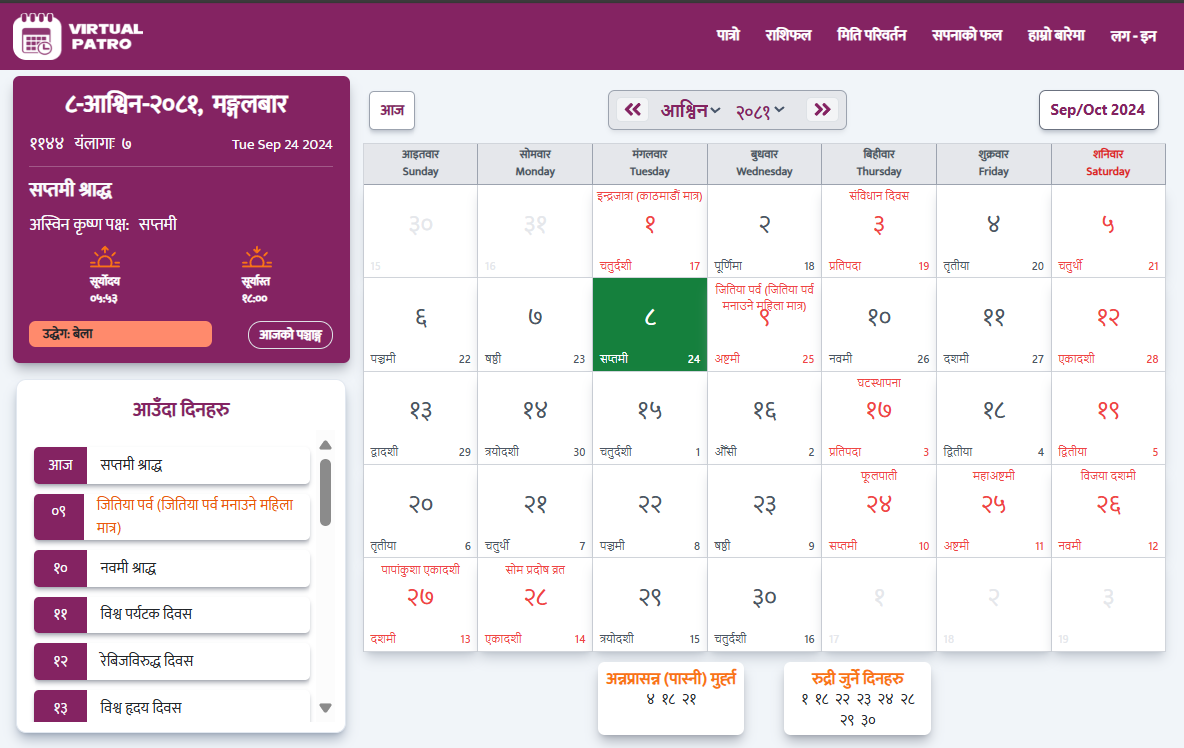 VIRTUAL
PATRO
पात्रो राशिफल मिति परिवर्तन सपनाको फल हाम्रो बारेमा लग - इन
८-आश्विन-२०८१, मङ्गलबार
११४४ यंलागाः ७ Tue Sep 24 2024
सप्तमी श्राद्ध
अस्विन कृष्ण पक्ष: सप्तमी
सूर्योदय सूर्यास्त
०५:५३ १८:००
उद्धेग: बेला आजको पञ्चाङ्ग
आउँदा दिनहरु
आज सप्तमी श्राद्ध
०९ जितिया पर्व (जितिया पर्व मनाउने महिला
मात्र)
१० नवमी श्राद्ध
११ विश्व पर्यटक दिवस
१२ रेबिजविरुद्ध दिवस
१३ विश्व हृदय दिवस
आज आश्विन २०८१ Sep/Oct 2024
आइतवार सोमवार मंगलवार बुधवार बिहीवार शुक्रवार शनिवार
Sunday Monday Tuesday Wednesday Thursday Friday Saturday
इन्द्रजात्रा (काठमाडौं मात्र) संविधान दिवस
३० ३१ १ २ ३ ४ ५
15 16 चतुर्दशी 17 पूर्णिमा 18 प्रतिपदा 19 तृतीया 20 चतुर्थी 21
जितिया पर्व (जितिया पर्व
मनाउने महिला मात्र)
६ ७ ८ ९ १० ११ १२
पञ्चमी 22 षष्ठी 23 सप्तमी 24 अष्टमी 25 नवमी 26 दशमी 27 एकादशी 28
घटस्थापना
१३ १४ १५ १६ १७ १८ १९
द्वादशी 29 त्रयोदशी 30 चतुर्दशी 1 औँसी 2 प्रतिपदा 3 द्वितीया 4 द्वितीया 5
फूलपाती महाअष्टमी विजया दशमी
२० २१ २२ २३ २४ २५ २६
तृतीया 6 चतुर्थी 7 पञ्चमी 8 षष्ठी 9 सप्तमी 10 अष्टमी 11 नवमी 12
पापांकुशा एकादशी सोम प्रदोष व्रत
२७ २८ २९ ३० १ २ ३
दशमी 13 एकादशी 14 त्रयोदशी 15 चतुर्दशी 16 17 18 19
अन्नप्रासन्न (पास्नी) मुर्हत
४ १८ २१
रुद्री जुर्ने दिनहरु
१ १८ २२ २३ २४ २८
२९ ३०